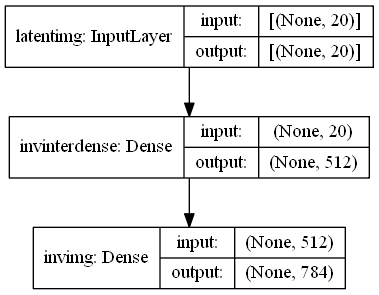 latentimg: InputLayer
input: [(None, 20)]
output: [(None, 20)]
invinterdense: Dense
input: (None, 20)
output: (None, 512)
invimg: Dense
input: (None, 512)
output: (None, 784)